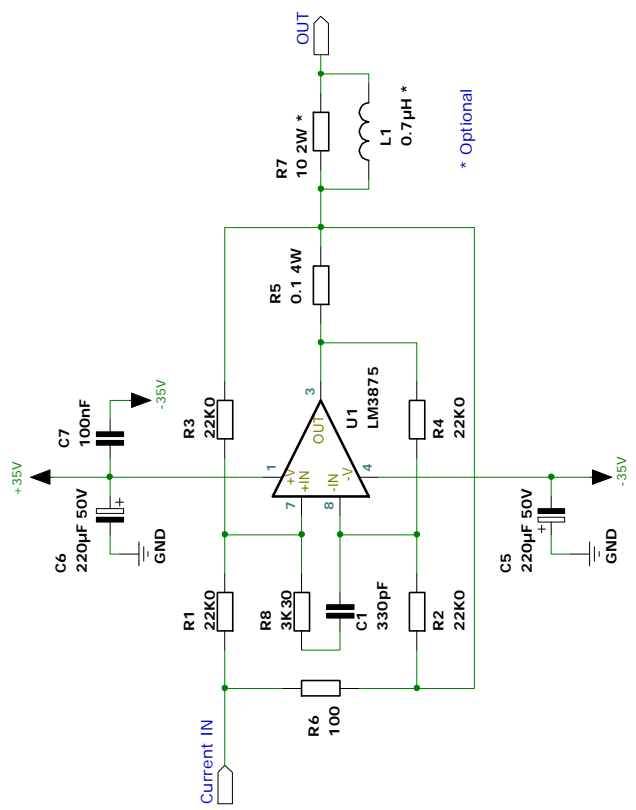 +35V
C7
100nF
-35V
C6
220µF 50V
+
GND
R1
22K0
R3
22K0
R8
3K30
C1
330pF
7
8
1
4
3
+V
+IN
-IN
-V
OUT
U1
LM3875
R5
0.1 4W
R7
10 2W *
L1
0.7µH *
OUT
* Optional
R2
22K0
R4
22K0
R6
100
Current IN
C5
220µF 50V
+
GND
-35V